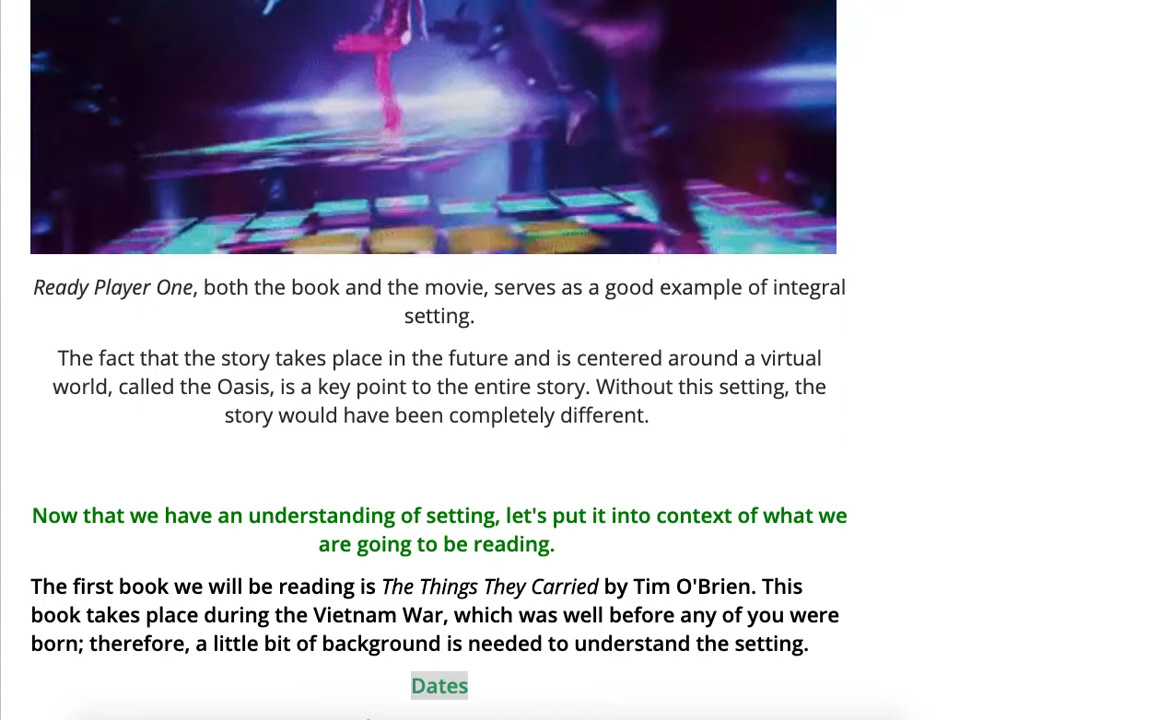 Ready Player One, both the book and the movie, serves as a good example of integral
setting.
The fact that the story takes place in the future and is centered around a virtual
world, called the Oasis, is a key point to the entire story. Without this setting, the
story would have been completely different.
Now that we have an understanding of setting, let's put it into context of what we
are going to be reading.
The first book we will be reading is The Things They Carried by Tim O'Brien. This
book takes place during the Vietnam War, which was well before any of you were
born; therefore, a little bit of background is needed to understand the setting.
Dates